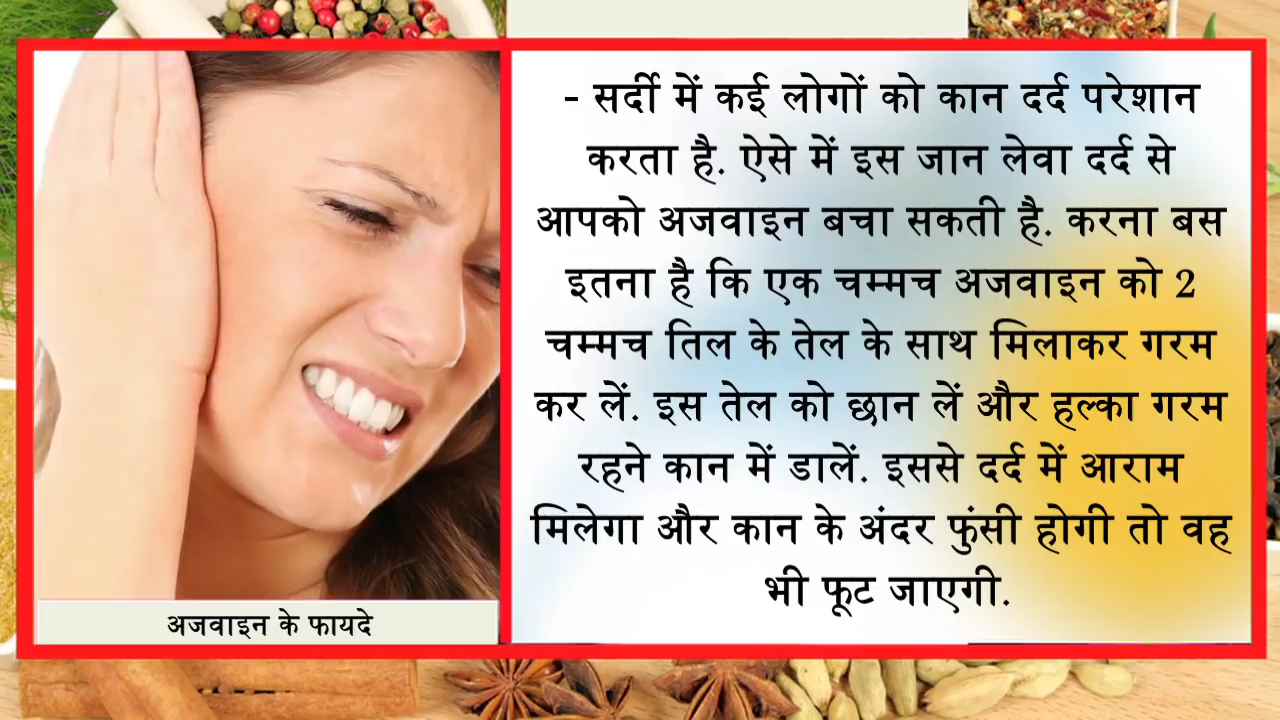 - सर्दी में कई लोगों को कान दर्द परेशान
करता है. ऐसे में इस जान लेवा दर्द से
आपको अजवाइन बचा सकती है. करना बस
इतना है कि एक चम्मच अजवाइन को 2
चम्मच तिल के तेल के साथ मिलाकर गरम
कर लें. इस तेल को छान लें और हल्का गरम
रहने कान में डालें. इससे दर्द में आराम
मिलेगा और कान के अंदर फुंसी होगी तो वह
भी फूट जाएगी.
अजवाइन के फायदे